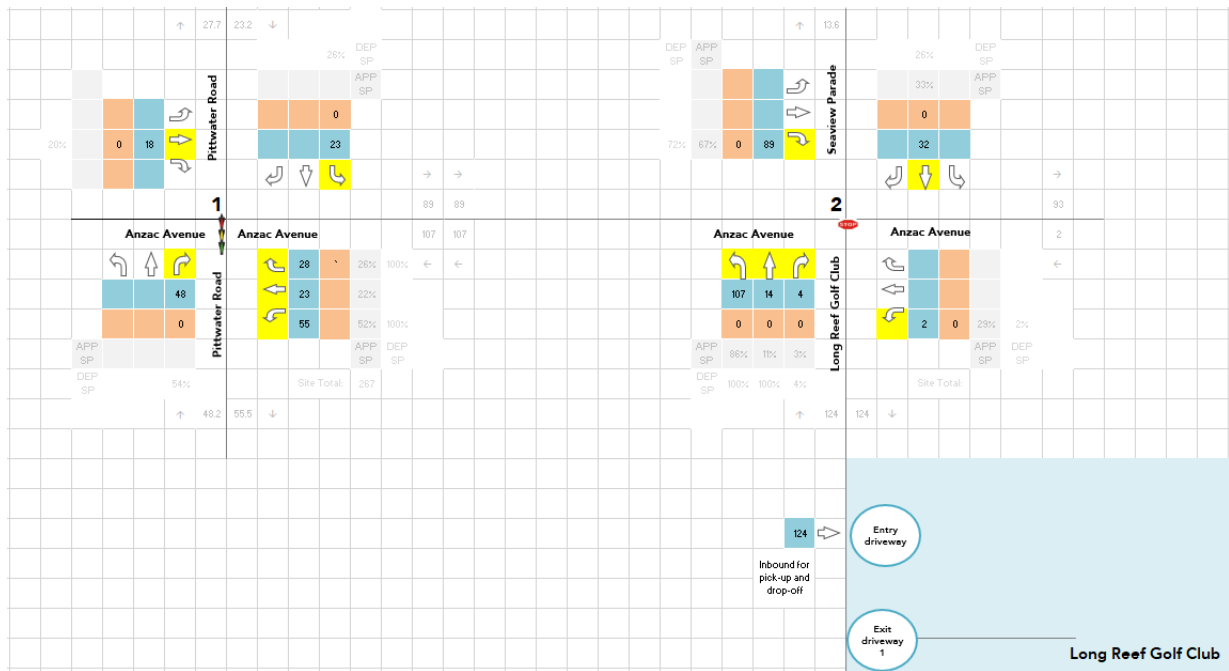 ↑ 27.7 23.2 ↓
↑ 13.6
26% DEP SP
APP SP
DEP SP APP SP
26% DEP SP
33% APP SP
Pittwater Road
Seaview Parade
0
0
20% 0 18
23
72% 67% 0 89
32
→ →
→
1
89 89
2
93
STOP
Anzac Avenue
Anzac Avenue
107 107
Anzac Avenue
Anzac Avenue
2
28 ` 26% 100%
← ←
←
48
23 22%
107 14 4
0
55 52% 100%
0 0 0
2 0 29% 2%
Pittwater Road
Long Reef Golf Club
APP SP
APP SP DEP SP
APP SP 86% 11% 3%
APP SP DEP SP
DEP SP 54%
Site Total: 267
DEP SP 100% 100% 4%
Site Total:
↑ 48.2 55.5 ↓
↑ 124 124 ↓
124
Entry
driveway
Inbound for
pick-up and
drop-off
Exit
driveway
1
Long Reef Golf Club